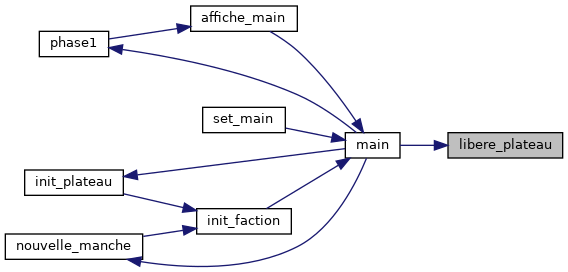 affiche_main
phase1
set_main
main
libere_plateau
init_plateau
init_faction
nouvelle_manche